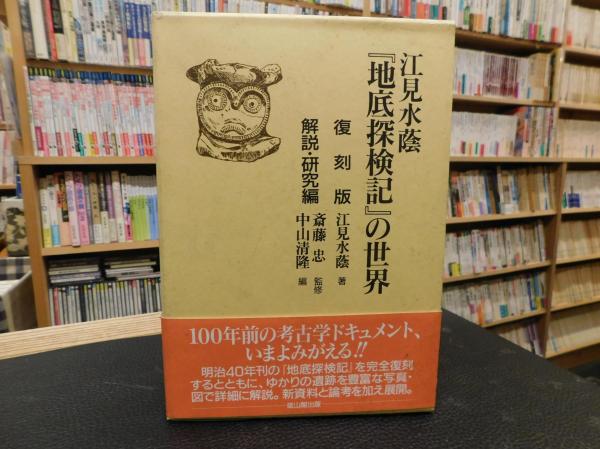 江見水蔭
『地底探検記』の世界
復刻版 江見水蔭 著
解説・研究編 斎藤忠 監修
中山清隆 編
100年前の考古学ドキュメント、
いまよみがえる!!
明治40年刊の『地底探検記』を完全復刻
するとともに、ゆかりの遺跡を豊富な写真・
図で詳細に解説。新資料と論考を加え展開。
雄山閣出版